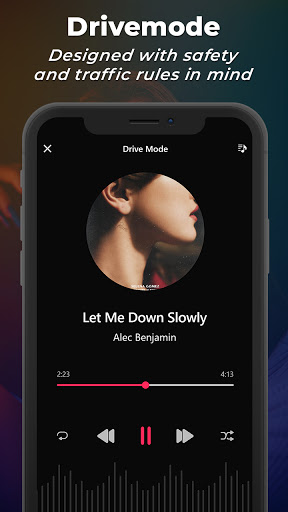 Drivemode
Designed with safety
and traffic rules in mind
Drive Mode
Let Me Down Slowly
Alec Benjamin
2:23
4:13